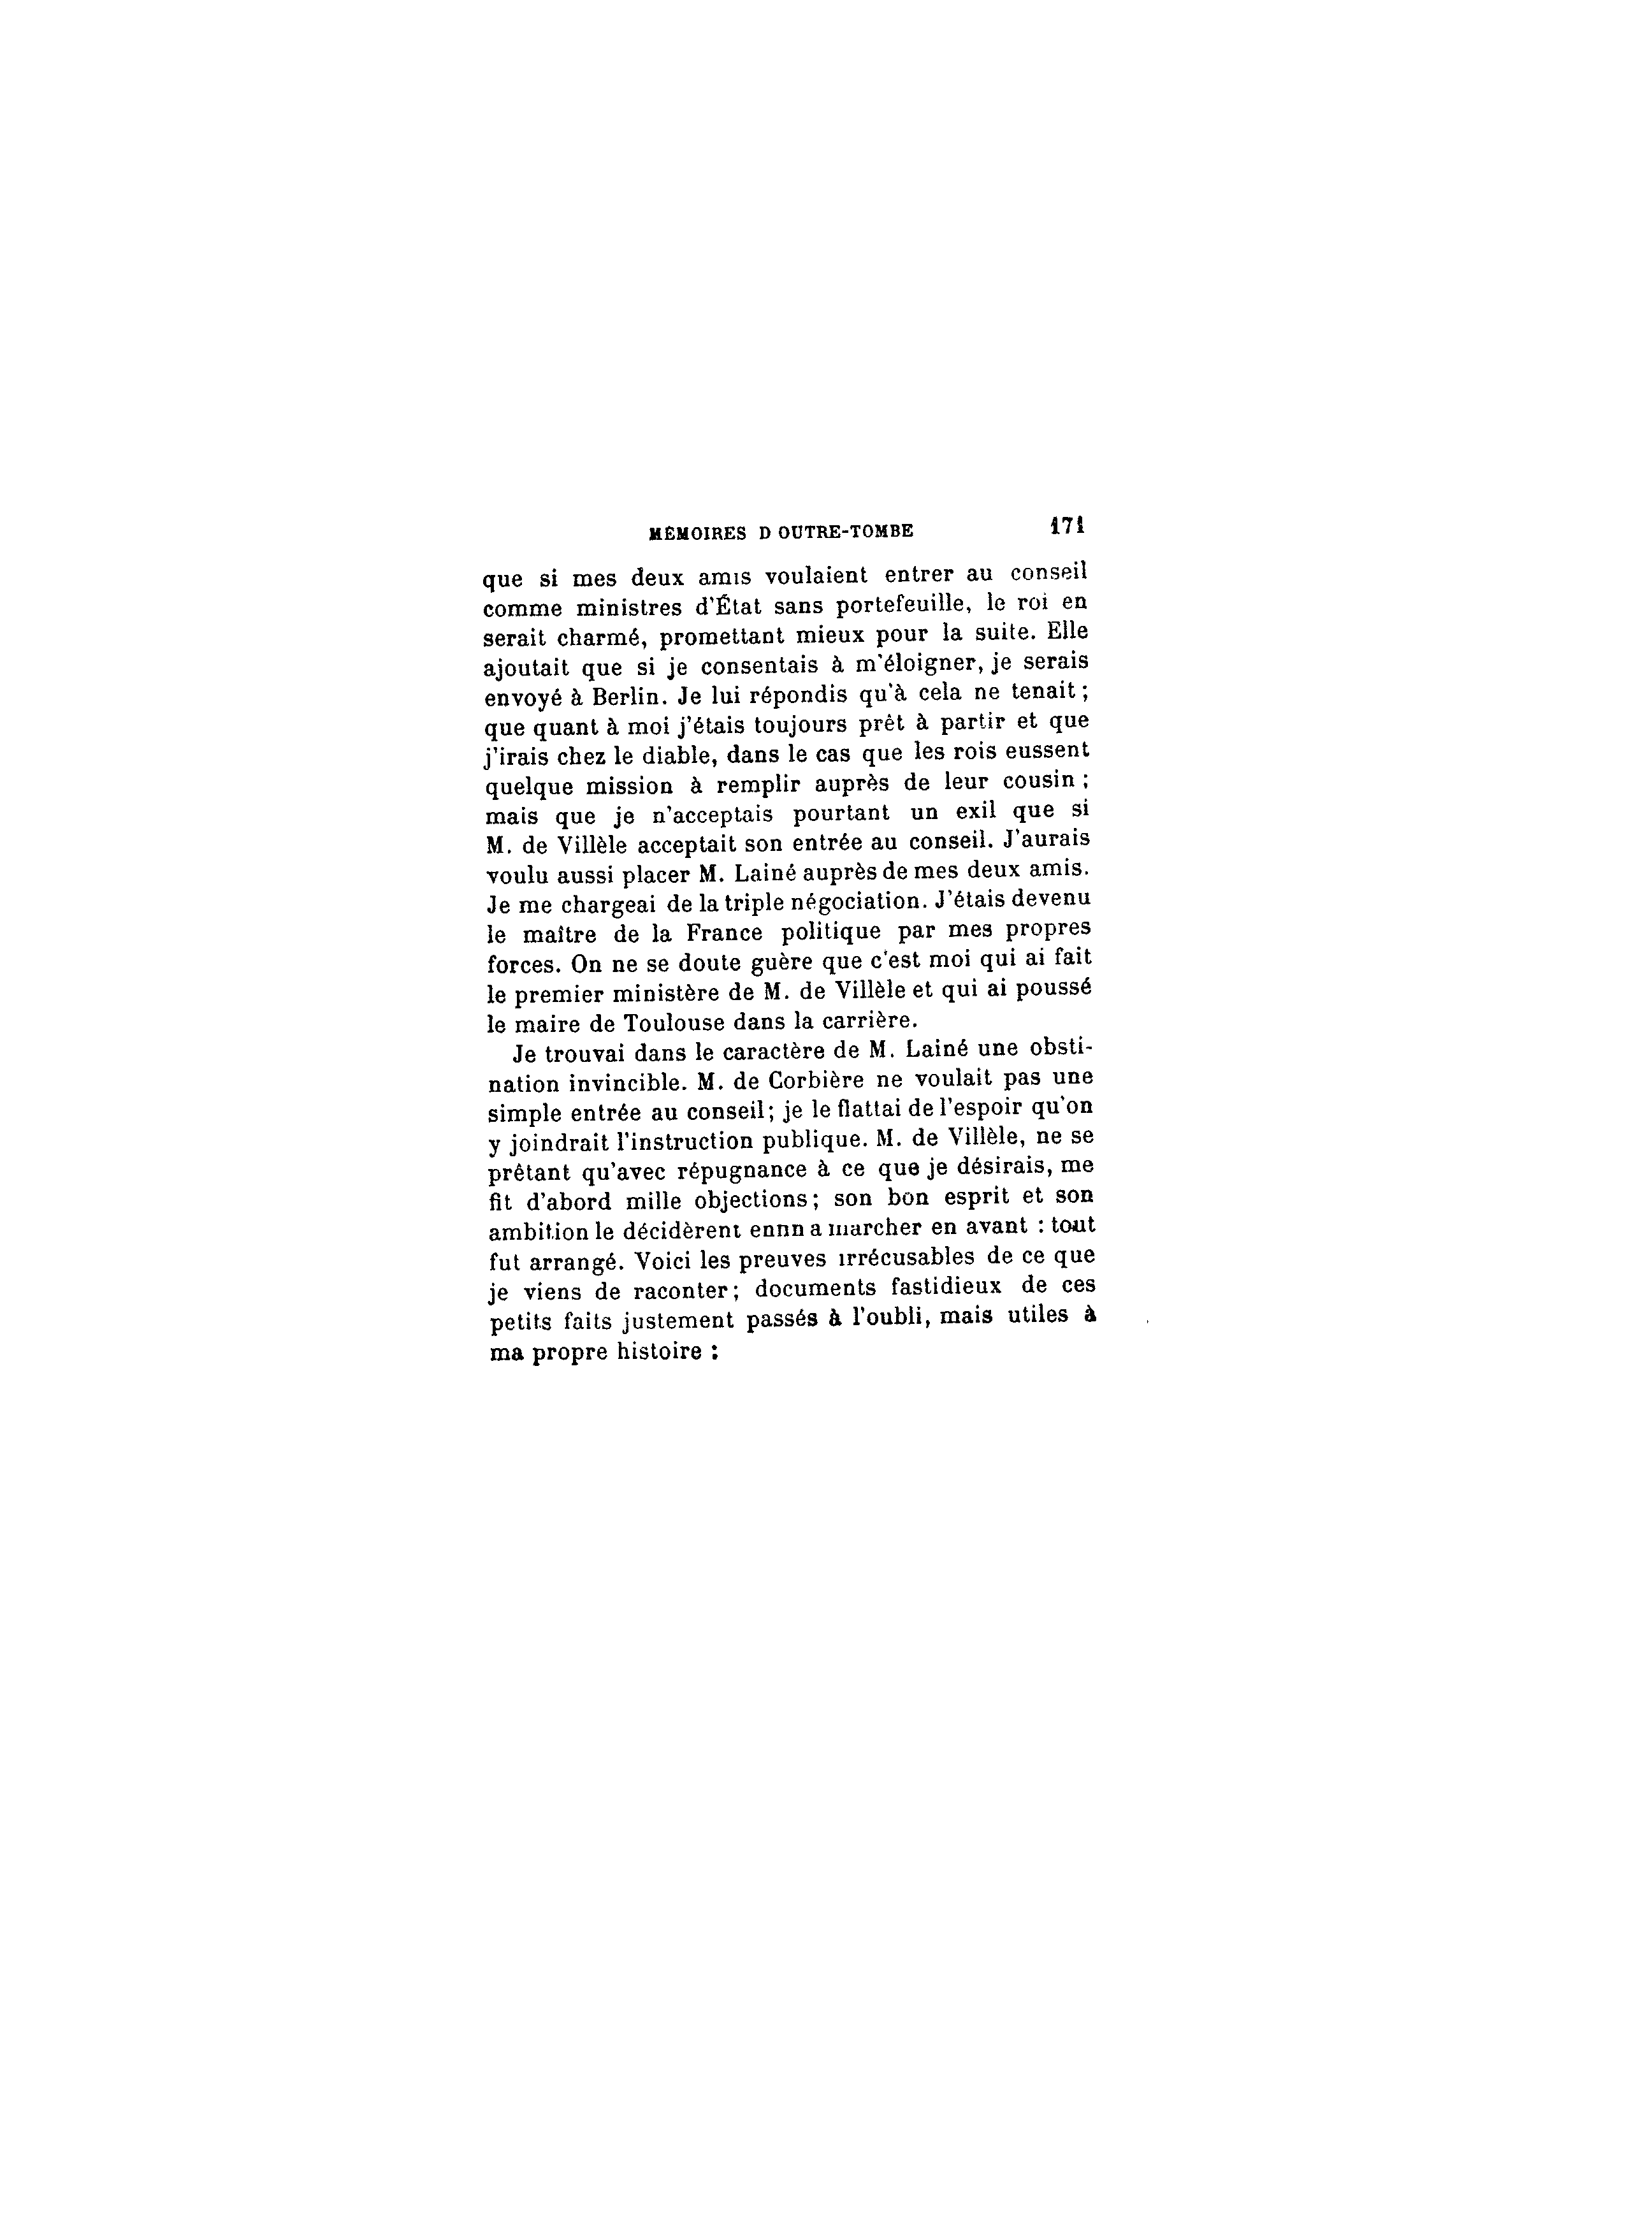 MÉMOIRES D OUTRE-TOMBE 171
que si mes deux amis voulaient entrer au conseil
comme ministres d'État sans portefeuille, le roi en
serait charmé, promettant mieux pour la suite. Elle
ajoutait que si je consentais à m'éloigner, je serais
envoyé à Berlin. Je lui répondis qu'à cela ne tenait ;
que quant à moi j'étais toujours prêt à partir et que
j'irais chez le diable, dans le cas que les rois eussent
quelque mission à remplir auprès de leur cousin ;
mais que je n'acceptais pourtant un exil que si
M. de Villèle acceptait son entrée au conseil. J'aurais
voulu aussi placer M. Lainé auprès de mes deux amis.
Je me chargeai de la triple négociation. J'étais devenu
le maître de la France politique par mes propres
forces. On ne se doute guère que c'est moi qui ai fait
le premier ministère de M. de Villèle et qui ai poussé
le maire de Toulouse dans la carrière.
Je trouvai dans le caractère de M. Lainé une obsti-
nation invincible. M. de Corbière ne voulait pas une
simple entrée au conseil ; je le flattai de l'espoir qu'on
y joindrait l'instruction publique. M. de Villèle, ne se
prêtant qu'avec répugnance à ce que je désirais, me
fit d'abord mille objections ; son bon esprit et son
ambition le décidèrent enfin a marcher en avant : tout
fut arrangé. Voici les preuves irrécusables de ce que
je viens de raconter ; documents fastidieux de ces
petits faits justement passés à l'oubli, mais utiles à
ma propre histoire :